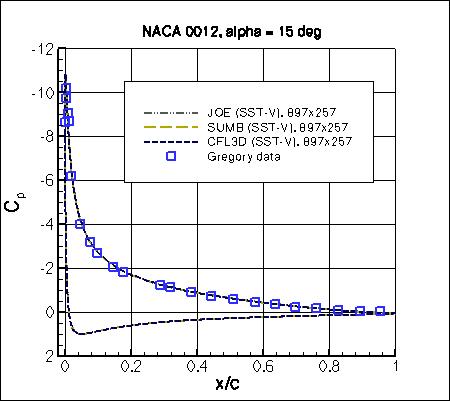 NACA 0012, alpha = 15 deg
-12
-10
-8
-6
-4
-2
0
2
Cp
JOE (SST-V), 897x257
SUMB (SST-V), 897x257
CFL3D (SST-V), 897x257
Gregory data
0 0.2 0.4 0.6 0.8 1
x/c